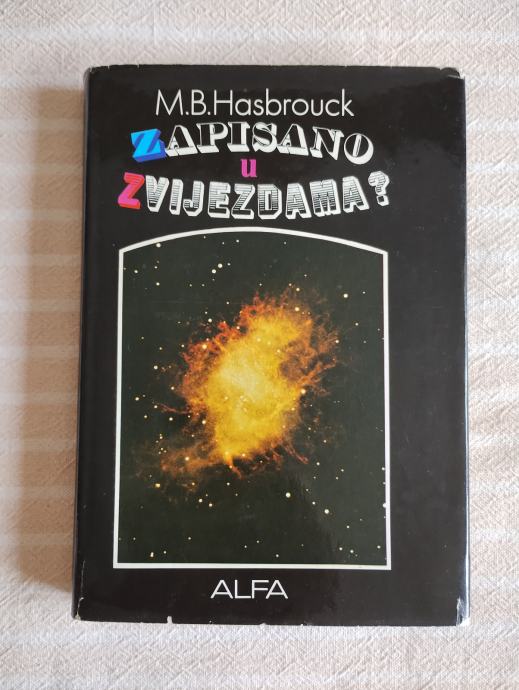 M.B.Hasbrouck
ZAPISANO
u
ZVIJEZDAMA?
ALFA